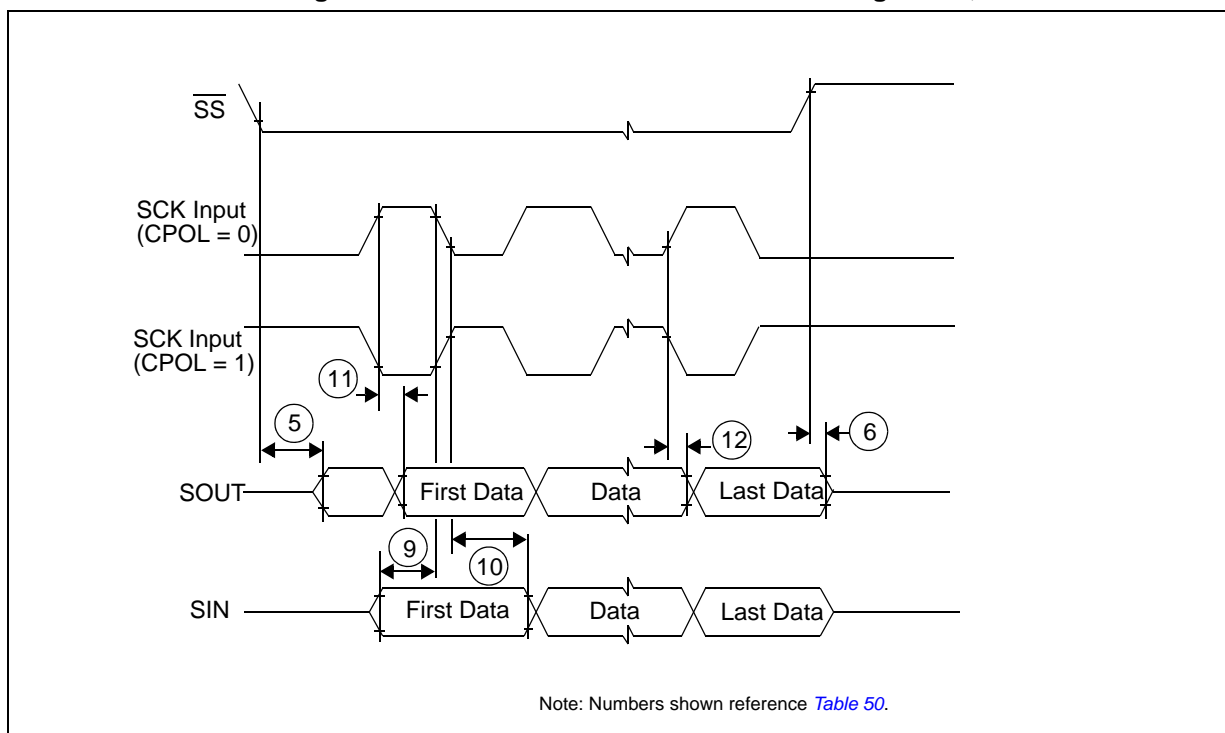 SS
SCK Input
(CPOL = 0)
SCK Input
(CPOL = 1)
11
5
12
6
SOUT
First Data
Data
Last Data
9
10
SIN
First Data
Data
Last Data
Note: Numbers shown reference Table 50.